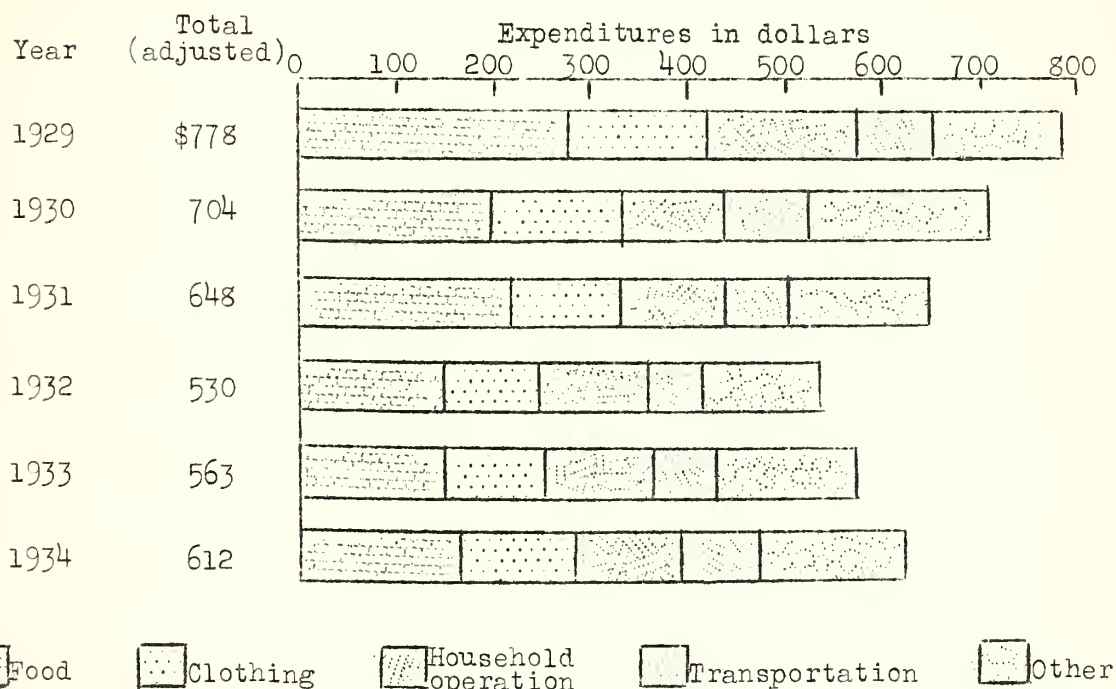 Year Total (adjusted) Expenditures in dollars
0 100 200 300 400 500 600 700 800
1929 $778
1930 704
1931 648
1932 530
1933 563
1934 612
Food Clothing Household operation Transportation Other